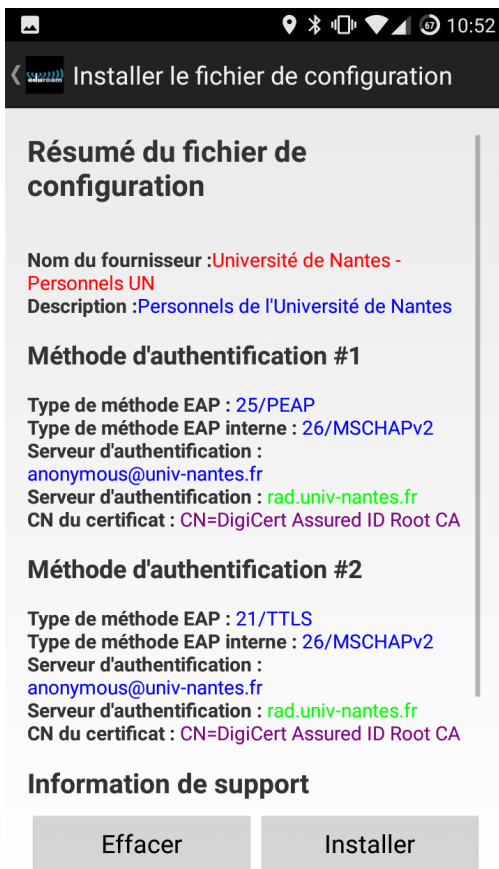 67 10:52
eduroam Installer le fichier de configuration
Résumé du fichier de
configuration
Nom du fournisseur :Université de Nantes -
Personnels UN
Description :Personnels de l'Université de Nantes
Méthode d'authentification #1
Type de méthode EAP : 25/PEAP
Type de méthode EAP interne : 26/MSCHAPv2
Serveur d'authentification :
anonymous@univ-nantes.fr
Serveur d'authentification : rad.univ-nantes.fr
CN du certificat : CN=DigiCert Assured ID Root CA
Méthode d'authentification #2
Type de méthode EAP : 21/TTLS
Type de méthode EAP interne : 26/MSCHAPv2
Serveur d'authentification :
anonymous@univ-nantes.fr
Serveur d'authentification : rad.univ-nantes.fr
CN du certificat : CN=DigiCert Assured ID Root CA
Information de support
Effacer Installer